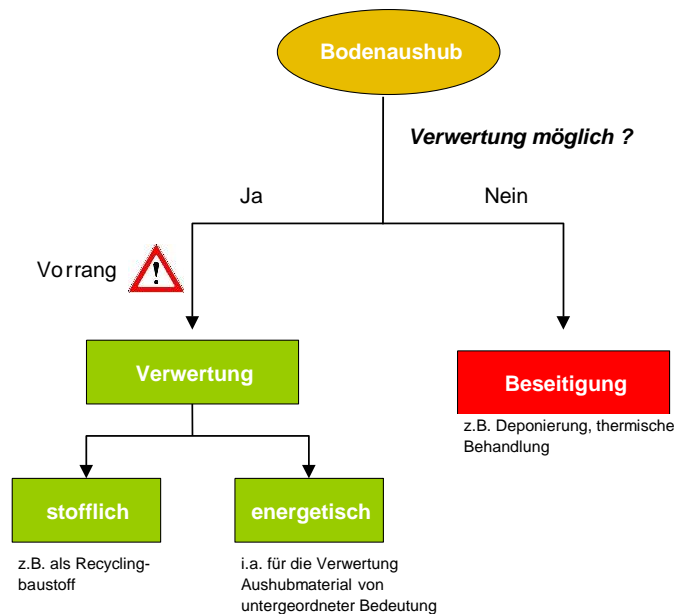 Bodenaushub
Verwertung möglich ?
Ja
Nein
Vorrang
!
Verwertung
Beseitigung
z.B. Deponierung, thermische
Behandlung
stofflich
energetisch
z.B. als Recycling-
baustoff
i.a. für die Verwertung
Aushubmaterial von
untergeordneter Bedeutung